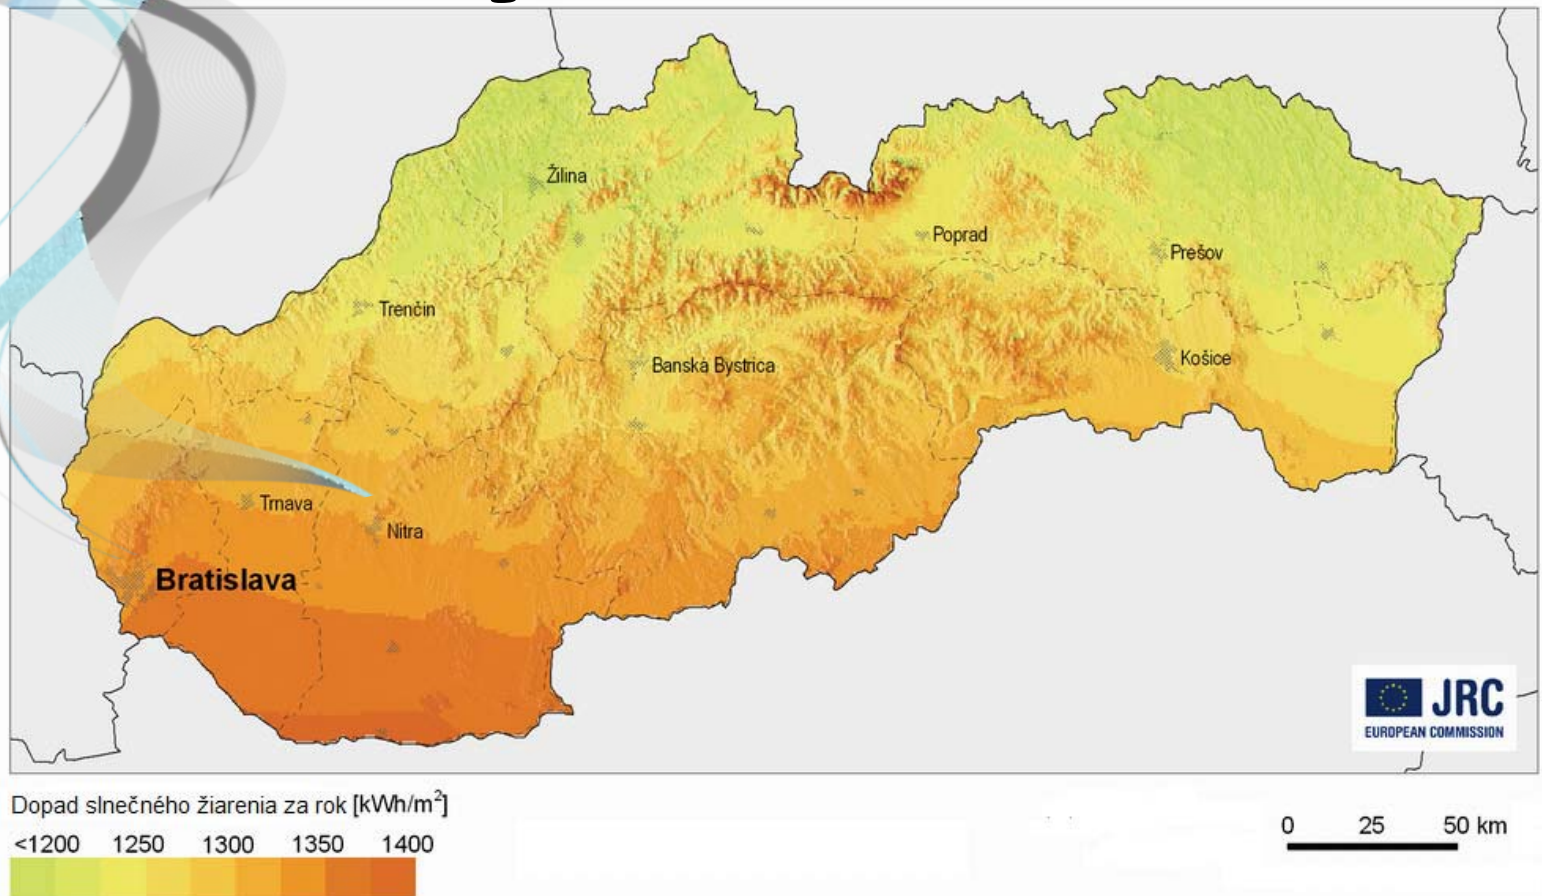 Žilina
Poprad
Prešov
Trenčín
Banská Bystrica
Košice
Trnava
Nitra
Bratislava
JRC
EUROPEAN COMMISSION
Dopad slnečného žiarenia za rok [kWh/m²]
<1200 1250 1300 1350 1400
0 25 50 km